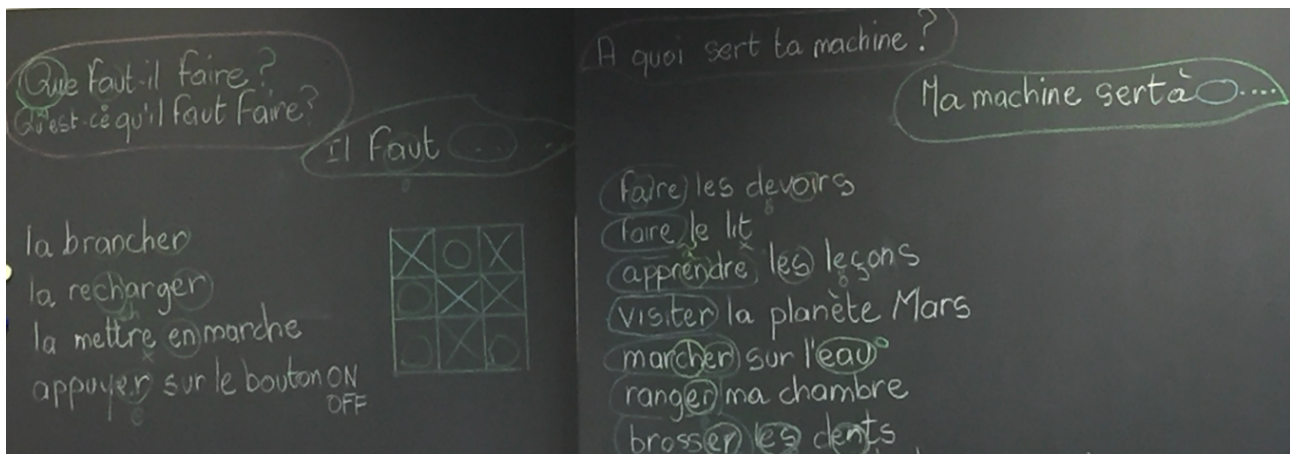 Que faut-il faire?
Qu'est-ce qu'il faut faire?
Il faut ...
la brancher
la recharger
la mettre en marche
appuyer sur le bouton ON
OFF
X O X
O X X
O X O
A quoi sert ta machine?
Ma machine sert à ....
faire les devoirs
faire le lit
apprendre les leçons
visiter la planète Mars
marcher sur l'eau
ranger ma chambre
brosser les dents